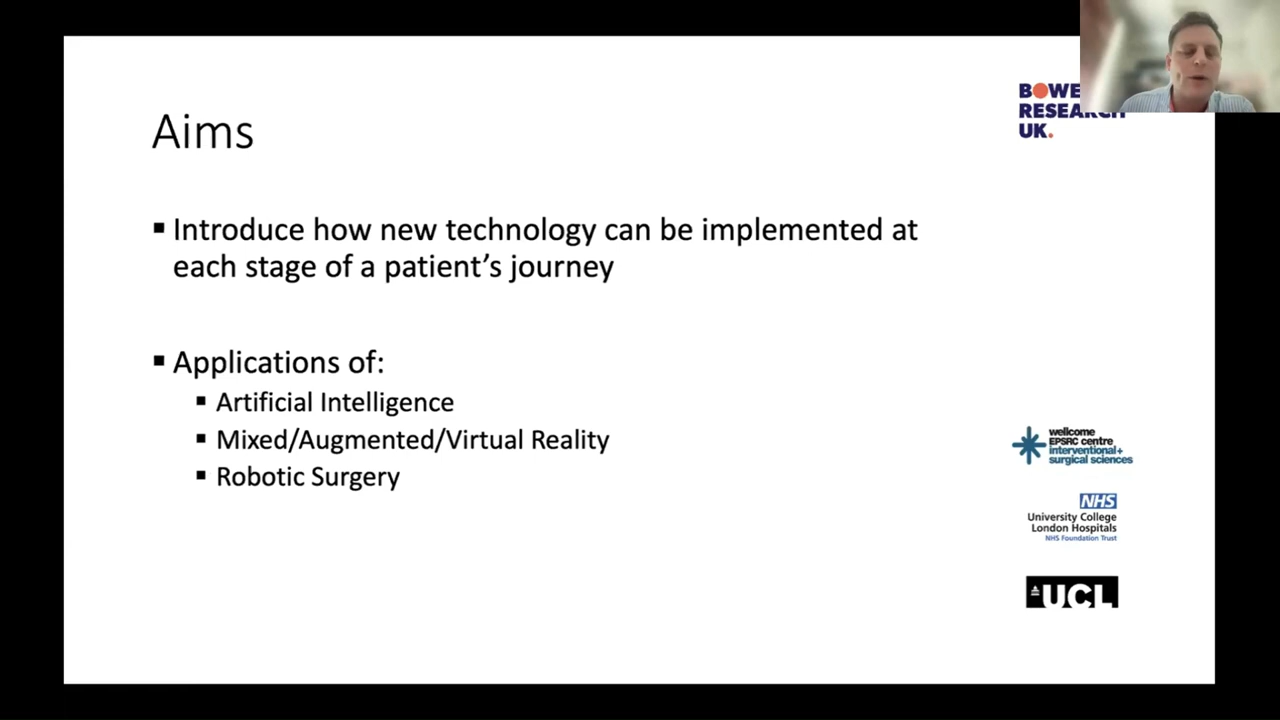 Aims
▪ Introduce how new technology can be implemented at
each stage of a patient's journey
▪ Applications of:
▪ Artificial Intelligence
▪ Mixed/Augmented/Virtual Reality
▪ Robotic Surgery
BOWE
RESEARCH
UK.
wellcome
EPSRC centre
interventional+
surgical sciences
NHS
University College
London Hospitals
NHS Foundation Trust
UCL